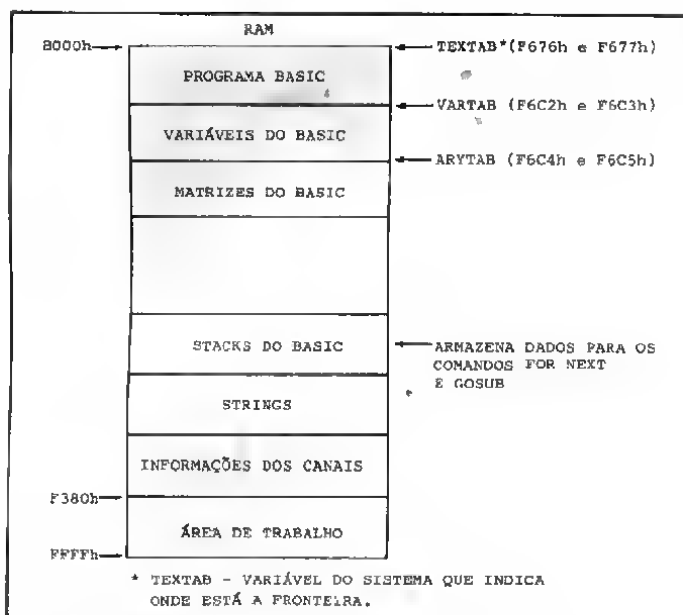 RAM
8000h
TEXTAB*(F676h e F677h)
PROGRAMA BASIC
VARTAB (F6C2h e F6C3h)
VARIÁVEIS DO BASIC
ARYTAB (F6C4h e F6C5h)
MATRIZES DO BASIC
STACKS DO BASIC
ARMAZENA DADOS PARA OS
COMANDOS FOR NEXT
E GOSUB
STRINGS
INFORMAÇÕES DOS CANAIS
F380h
ÁREA DE TRABALHO
FFFFh
* TEXTAB - VARIÁVEL DO SISTEMA QUE INDICA
ONDE ESTÁ A FRONTEIRA.